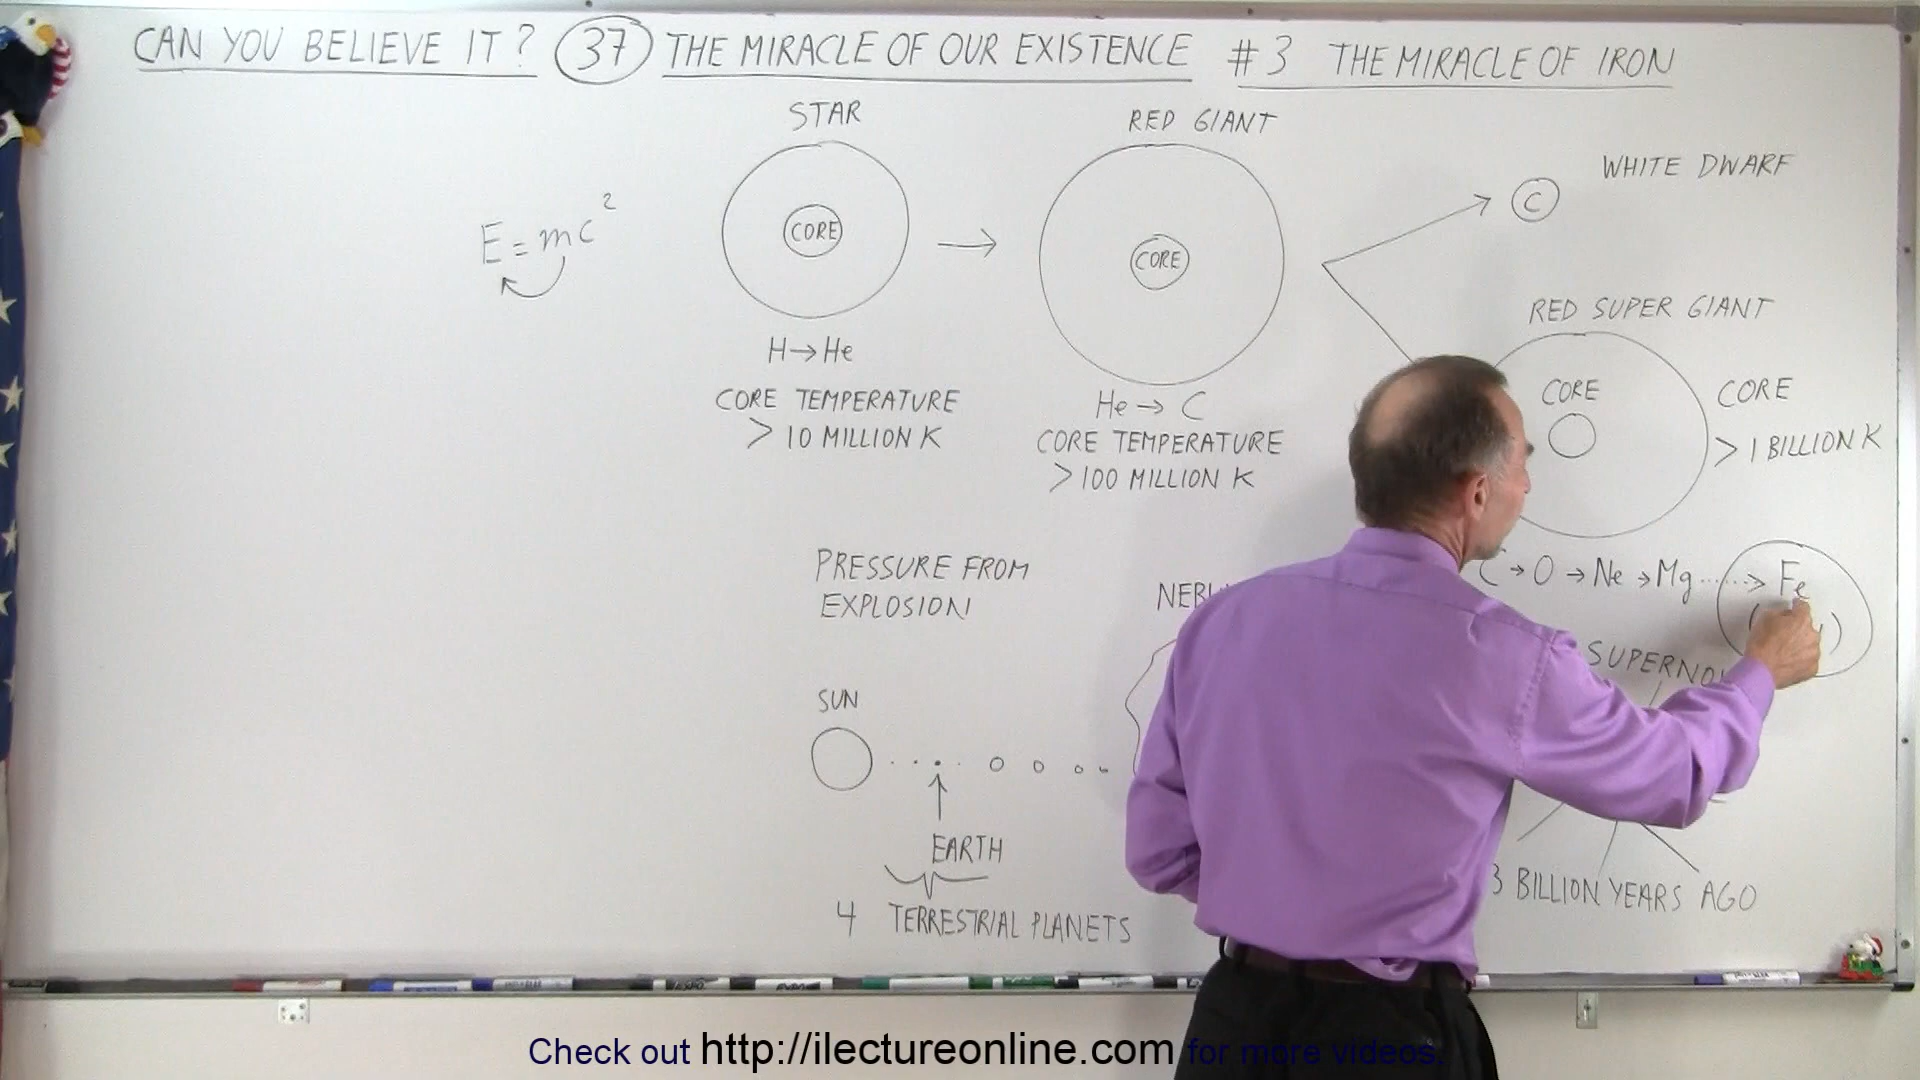 CAN YOU BELIEVE IT? 37 THE MIRACLE OF OUR EXISTENCE #3 THE MIRACLE OF IRON
STAR
CORE
H→He
CORE TEMPERATURE
> 10 MILLION K
E=mc²
RED GIANT
CORE
He→C
CORE TEMPERATURE
>100 MILLION K
WHITE DWARF
C
RED SUPER GIANT
CORE
CORE
> 1 BILLION K
C→O→Ne→Mg······>Fe
PRESSURE FROM
EXPLOSION
SUN
EARTH
4 TERRESTRIAL PLANETS
BILLION YEARS AGO
Check out http://ilectureonline.com for more videos.